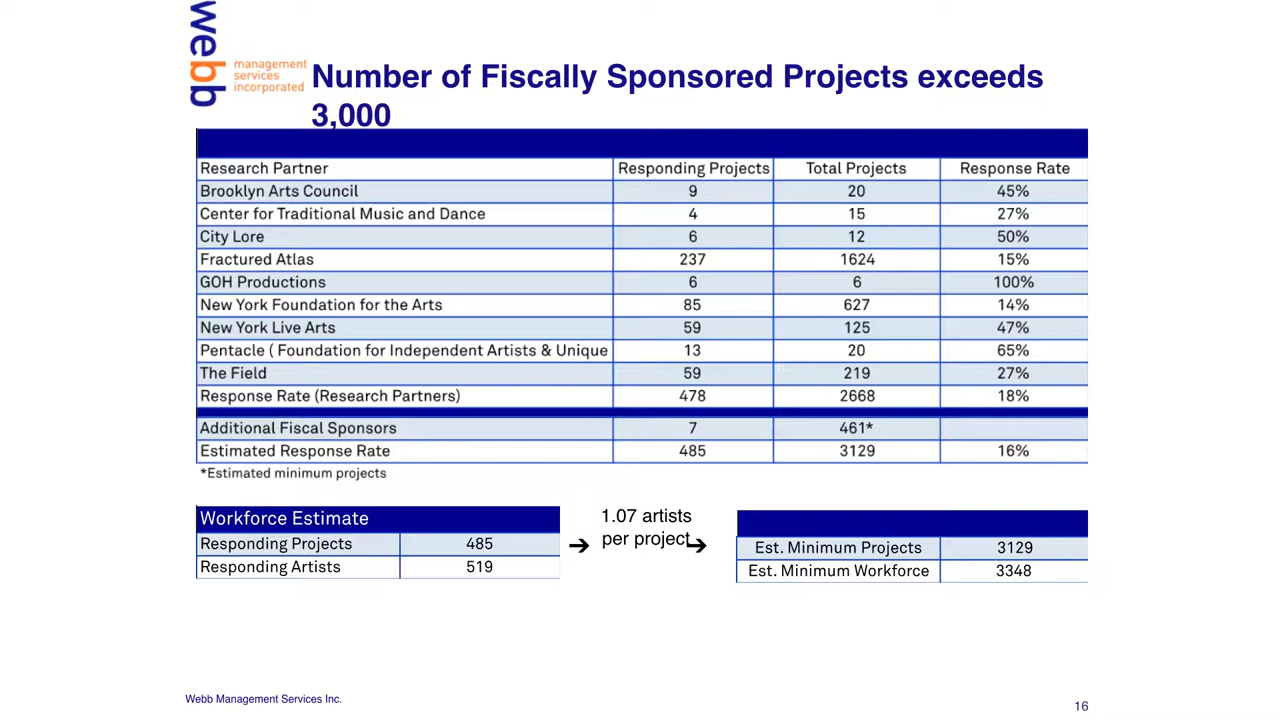 webb
management
services
incorporated
Number of Fiscally Sponsored Projects exceeds
3,000
Research Partner Responding Projects Total Projects Response Rate
Brooklyn Arts Council 9 20 45%
Center for Traditional Music and Dance 4 15 27%
City Lore 6 12 50%
Fractured Atlas 237 1624 15%
GOH Productions 6 6 100%
New York Foundation for the Arts 85 627 14%
New York Live Arts 59 125 47%
Pentacle ( Foundation for Independent Artists & Unique 13 20 65%
The Field 59 219 27%
Response Rate (Research Partners) 478 2668 18%
Additional Fiscal Sponsors 7 461*
Estimated Response Rate 485 3129 16%
*Estimated minimum projects
Workforce Estimate
Responding Projects 485
Responding Artists 519
➔ 1.07 artists
per project ➔
Est. Minimum Projects 3129
Est. Minimum Workforce 3348
Webb Management Services Inc.
16